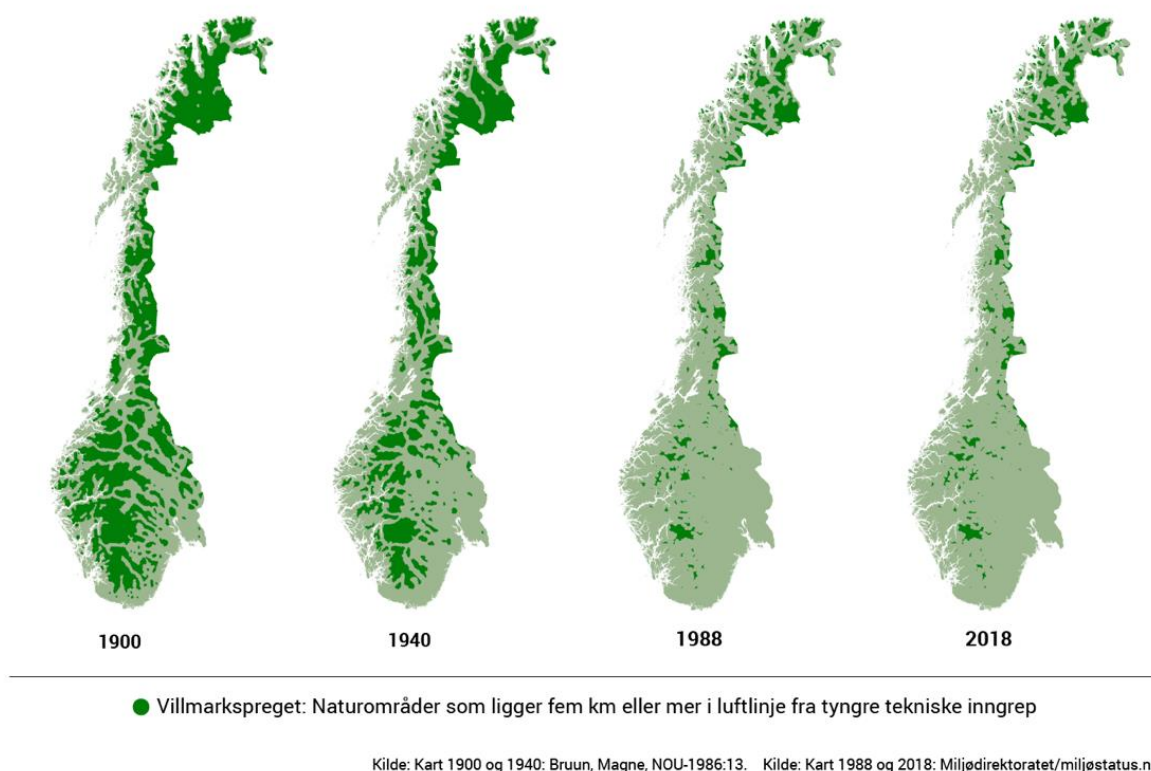 1900
1940
1988
2018
Villmarkspreget: Naturområder som ligger fem km eller mer i luftlinje fra tyngre tekniske inngrep
Kilde: Kart 1900 og 1940: Bruun, Magne, NOU-1986:13. Kilde: Kart 1988 og 2018: Miljødirektoratet/miljøstatus.n